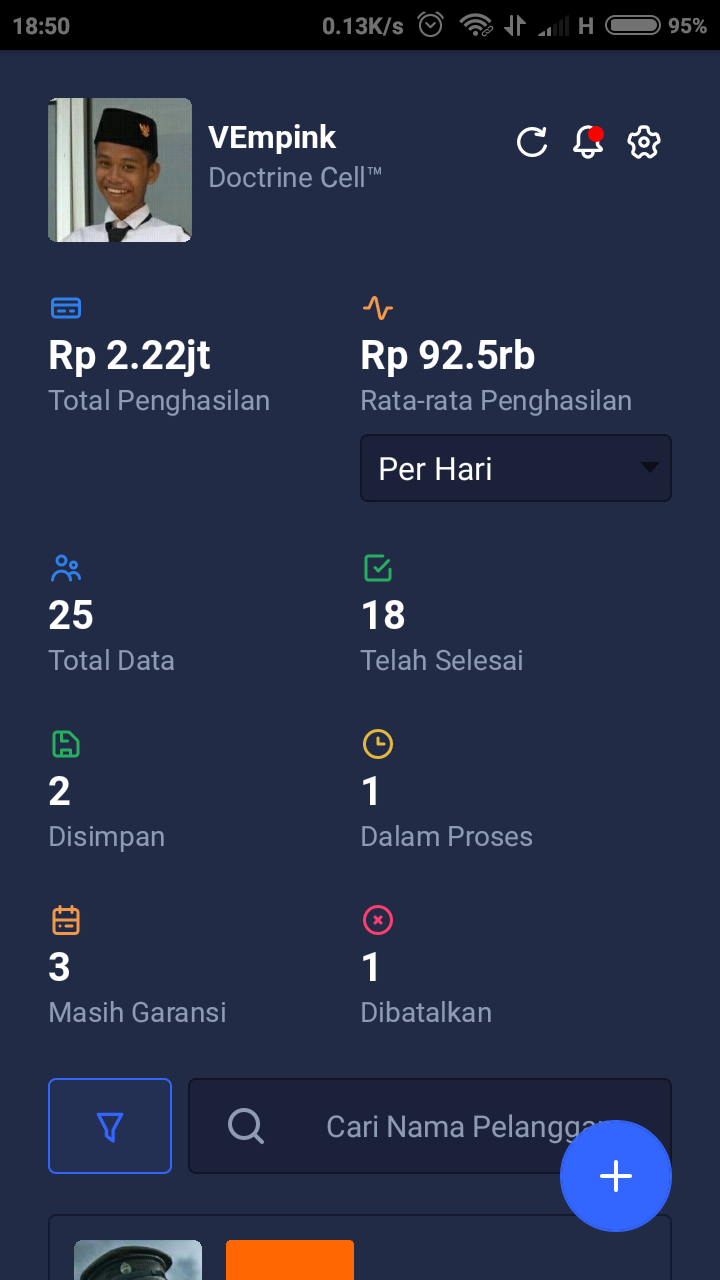 18:50 0.13K/s H 95%
VEmpink
Doctrine Cell™
Rp 2.22jt
Total Penghasilan
Rp 92.5rb
Rata-rata Penghasilan
Per Hari
25
Total Data
18
Telah Selesai
2
Disimpan
1
Dalam Proses
3
Masih Garansi
1
Dibatalkan
Cari Nama